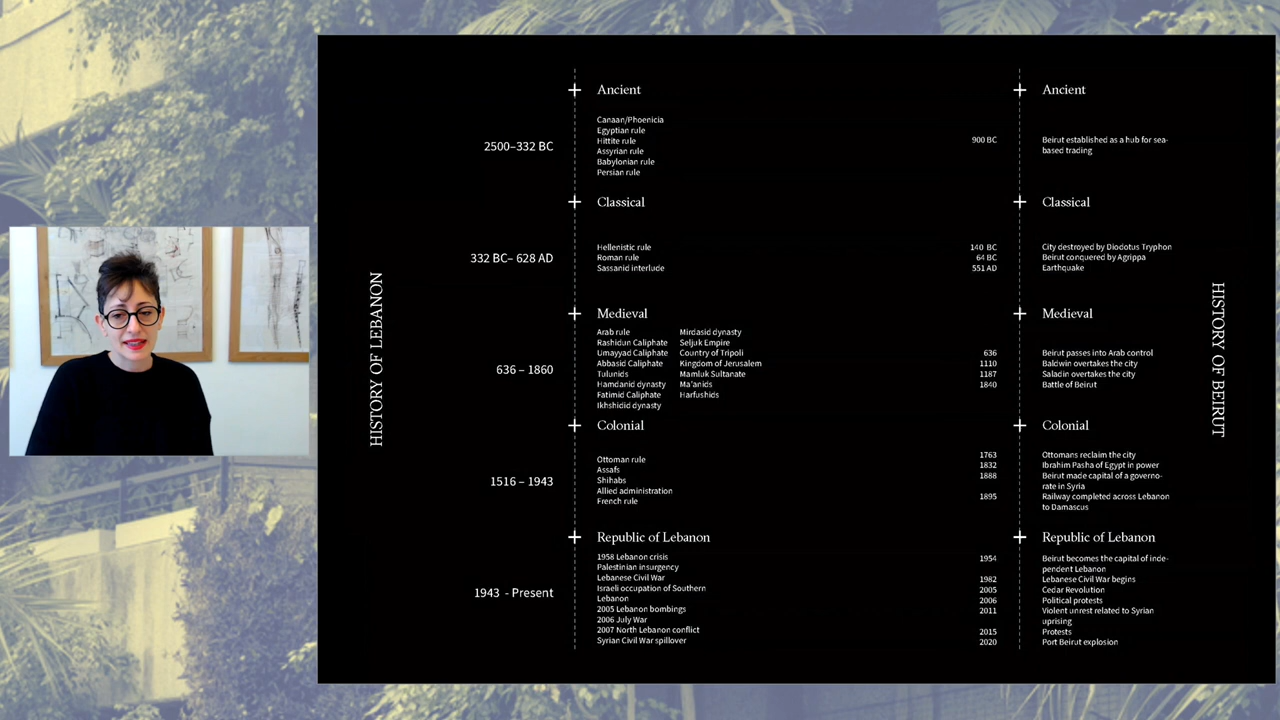 HISTORY OF LEBANON
Ancient
2500–332 BC
Canaan/Phoenicia
Egyptian rule
Hittite rule
Assyrian rule
Babylonian rule
Persian rule
Classical
332 BC– 628 AD
Hellenistic rule
Roman rule
Sassanid interlude
Medieval
636 – 1860
Arab rule
Rashidun Caliphate
Umayyad Caliphate
Abbasid Caliphate
Tulunids
Hamdanid dynasty
Fatimid Caliphate
Ikhshidid dynasty
Mirdasid dynasty
Seljuk Empire
Country of Tripoli
Kingdom of Jerusalem
Mamluk Sultanate
Ma'anids
Harfushids
Colonial
1516 – 1943
Ottoman rule
Assafs
Shihabs
Allied administration
French rule
Republic of Lebanon
1943 - Present
1958 Lebanon crisis
Palestinian insurgency
Lebanese Civil War
Israeli occupation of Southern
Lebanon
2005 Lebanon bombings
2006 July War
2007 North Lebanon conflict
Syrian Civil War spillover
Ancient
900 BC Beirut established as a hub for sea-
based trading
Classical
140 BC City destroyed by Diodotus Tryphon
64 BC Beirut conquered by Agrippa
551 AD Earthquake
Medieval
636 Beirut passes into Arab control
1110 Baldwin overtakes the city
1187 Saladin overtakes the city
1840 Battle of Beirut
Colonial
1763 Ottomans reclaim the city
1832 Ibrahim Pasha of Egypt in power
1888 Beirut made capital of a governo-
rate in Syria
1895 Railway completed across Lebanon
to Damascus
Republic of Lebanon
1954 Beirut becomes the capital of inde-
pendent Lebanon
1982 Lebanese Civil War begins
2005 Cedar Revolution
2006 Political protests
2011 Violent unrest related to Syrian
uprising
2015 Protests
2020 Port Beirut explosion
HISTORY OF BEIRUT